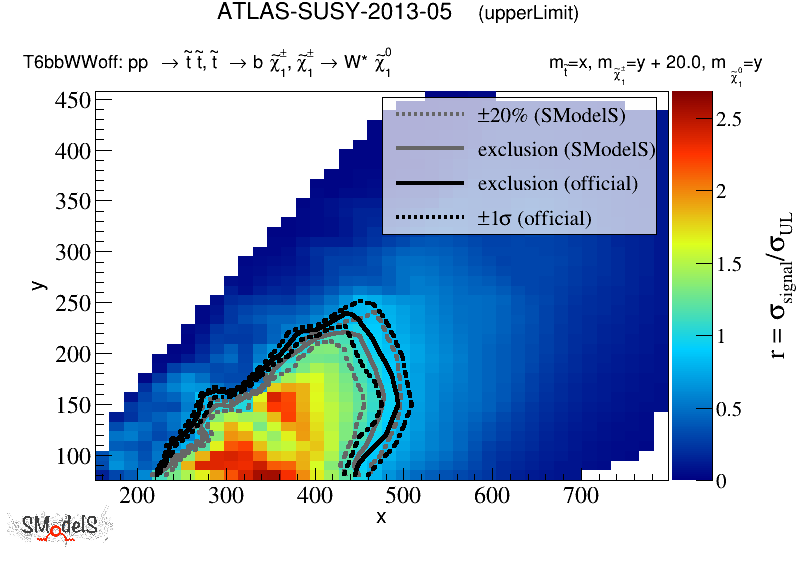 ATLAS-SUSY-2013-05 (upperLimit)
T6bbWWoff: pp → t̃ t̃, t̃ → b χ̃₁±, χ̃₁± → W* χ̃₁⁰
m_t̃=x, m_χ̃₁±=y + 20.0, m_χ̃₁⁰=y
±20% (SModelS)
exclusion (SModelS)
exclusion (official)
±1σ (official)
450
400
350
300
250
200
150
100
y
200 300 400 500 600 700
x
2.5
2
1.5
1
0.5
0
r = σ_signal/σ_UL
SModelS